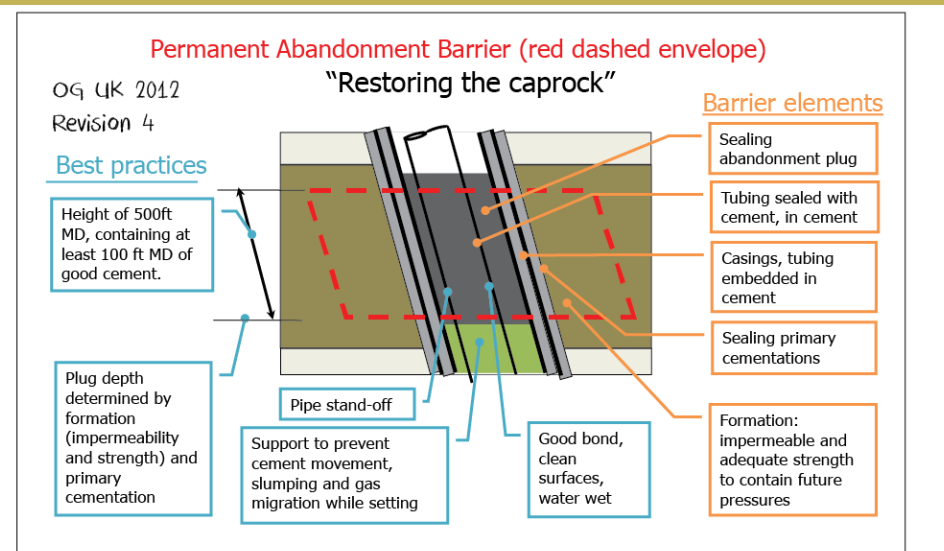 Permanent Abandonment Barrier (red dashed envelope)
"Restoring the caprock"
OG UK 2012
Revision 4
Best practices
Height of 500ft
MD, containing at
least 100 ft MD of
good cement.
Plug depth
determined by
formation
(impermeability
and strength) and
primary
cementation
Pipe stand-off
Support to prevent
cement movement,
slumping and gas
migration while setting
Good bond,
clean
surfaces,
water wet
Barrier elements
Sealing
abandonment plug
Tubing sealed with
cement, in cement
Casings, tubing
embedded in
cement
Sealing primary
cementations
Formation:
impermeable and
adequate strength
to contain future
pressures